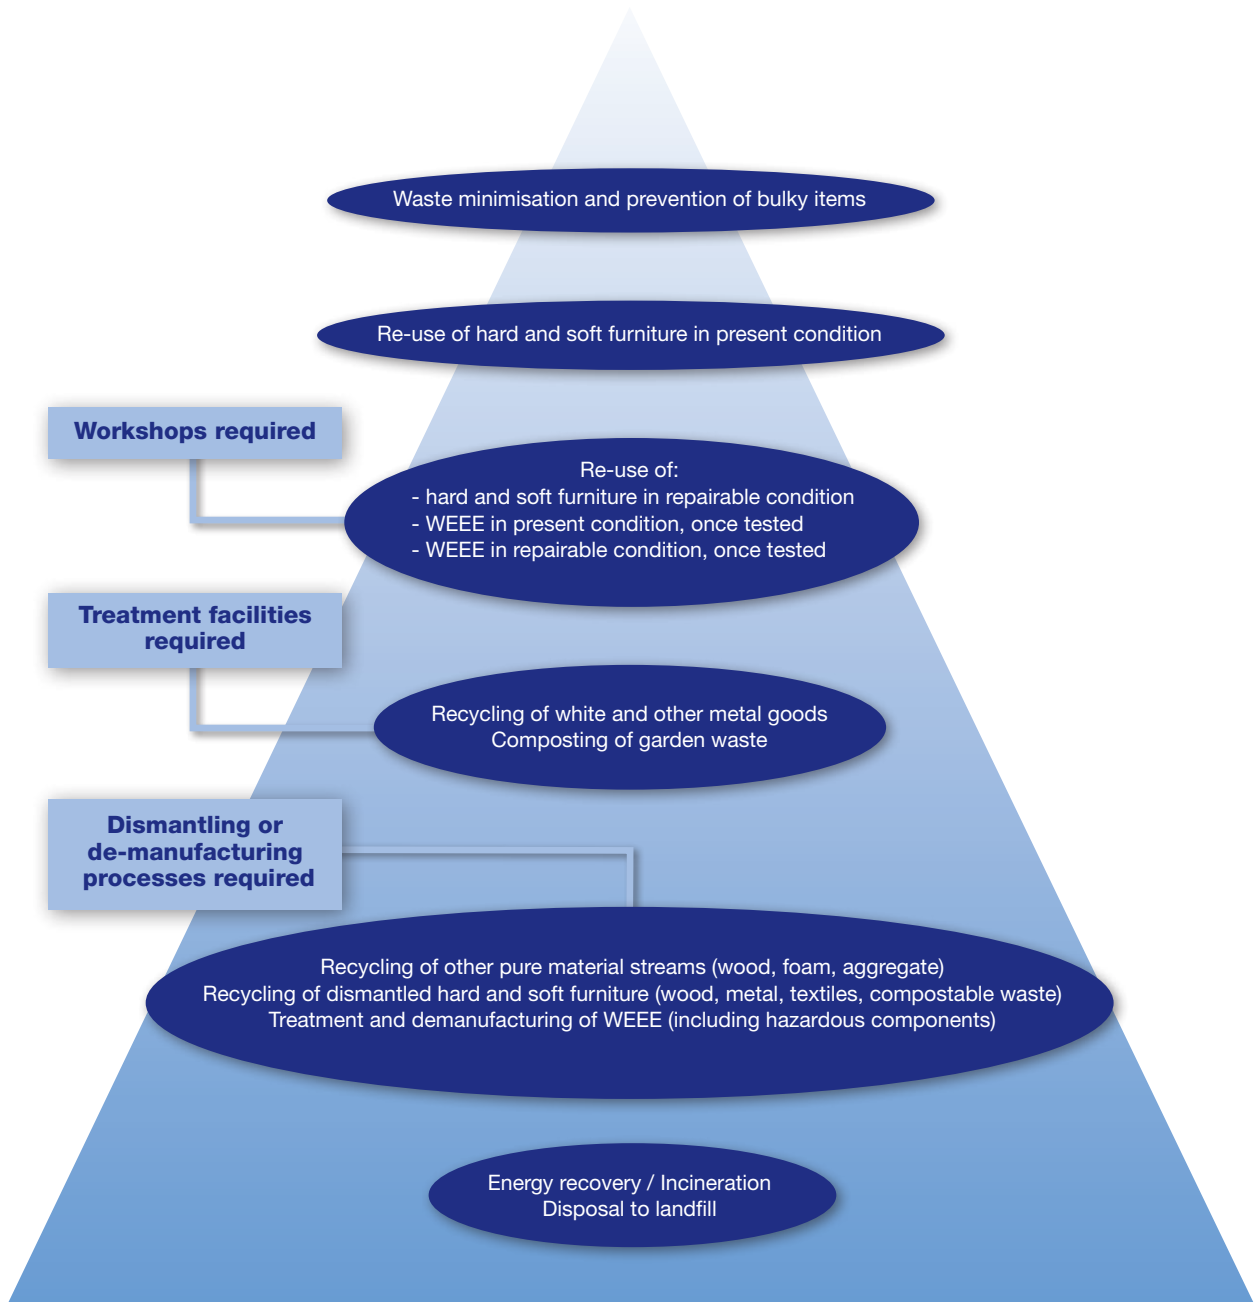 Waste minimisation and prevention of bulky items
Re-use of hard and soft furniture in present condition
Workshops required
Re-use of:
- hard and soft furniture in repairable condition
- WEEE in present condition, once tested
- WEEE in repairable condition, once tested
Treatment facilities
required
Recycling of white and other metal goods
Composting of garden waste
Dismantling or
de-manufacturing
processes required
Recycling of other pure material streams (wood, foam, aggregate)
Recycling of dismantled hard and soft furniture (wood, metal, textiles, compostable waste)
Treatment and demanufacturing of WEEE (including hazardous components)
Energy recovery / Incineration
Disposal to landfill